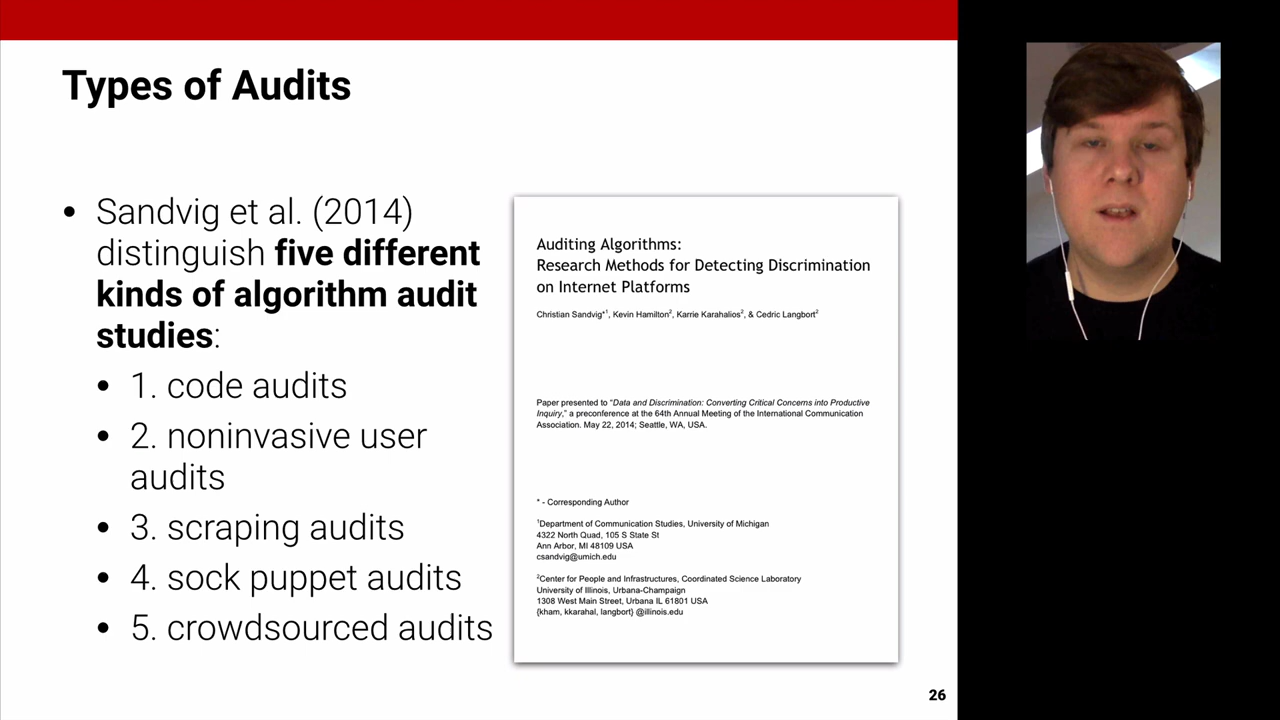 Types of Audits
• Sandvig et al. (2014)
distinguish five different
kinds of algorithm audit
studies:
• 1. code audits
• 2. noninvasive user
audits
• 3. scraping audits
• 4. sock puppet audits
• 5. crowdsourced audits
Auditing Algorithms:
Research Methods for Detecting Discrimination
on Internet Platforms
Christian Sandvig*1, Kevin Hamilton2, Karrie Karahalios2, & Cedric Langbort2
Paper presented to “Data and Discrimination: Converting Critical Concerns into Productive
Inquiry,” a preconference at the 64th Annual Meeting of the International Communication
Association. May 22, 2014; Seattle, WA, USA.
* - Corresponding Author
1Department of Communication Studies, University of Michigan
4322 North Quad, 105 S State St
Ann Arbor, MI 48109 USA
csandvig@umich.edu
2Center for People and Infrastructures, Coordinated Science Laboratory
University of Illinois, Urbana-Champaign
1308 West Main Street, Urbana IL 61801 USA
{kham, kkarahal, langbort} @illinois.edu
26